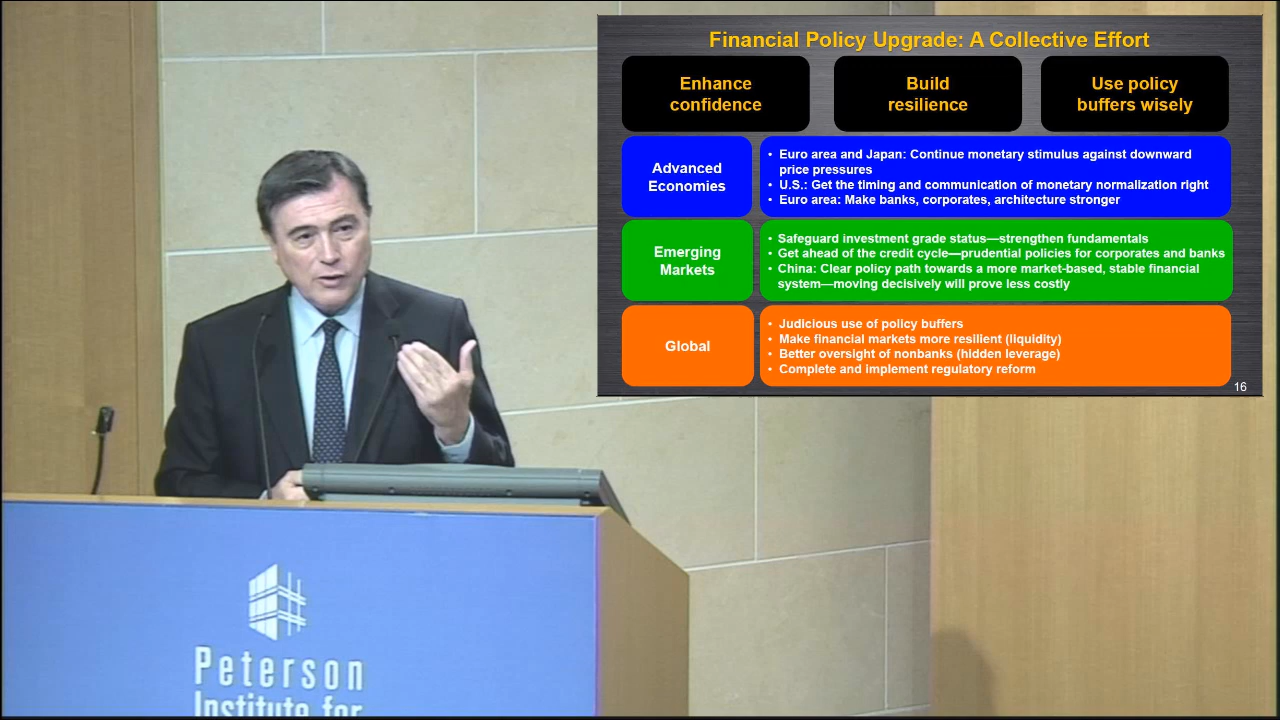 Financial Policy Upgrade: A Collective Effort
Enhance
confidence
Build
resilience
Use policy
buffers wisely
Advanced
Economies
• Euro area and Japan: Continue monetary stimulus against downward
price pressures
• U.S.: Get the timing and communication of monetary normalization right
• Euro area: Make banks, corporates, architecture stronger
Emerging
Markets
• Safeguard investment grade status—strengthen fundamentals
• Get ahead of the credit cycle—prudential policies for corporates and banks
• China: Clear policy path towards a more market-based, stable financial
system—moving decisively will prove less costly
Global
• Judicious use of policy buffers
• Make financial markets more resilient (liquidity)
• Better oversight of nonbanks (hidden leverage)
• Complete and implement regulatory reform
16
Peterson
Institute for